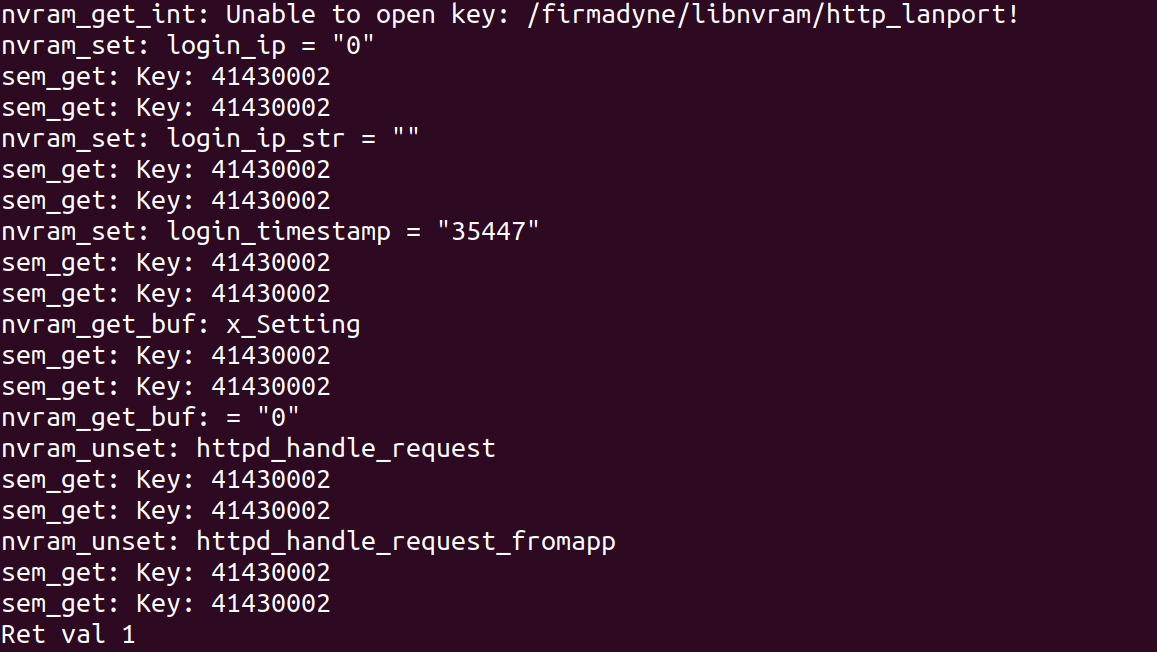 nvram_get_int: Unable to open key: /firmadyne/libnvram/http_lanport!
nvram_set: login_ip = "0"
sem_get: Key: 41430002
sem_get: Key: 41430002
nvram_set: login_ip_str = ""
sem_get: Key: 41430002
sem_get: Key: 41430002
nvram_set: login_timestamp = "35447"
sem_get: Key: 41430002
sem_get: Key: 41430002
nvram_get_buf: x_Setting
sem_get: Key: 41430002
sem_get: Key: 41430002
nvram_get_buf: = "0"
nvram_unset: httpd_handle_request
sem_get: Key: 41430002
sem_get: Key: 41430002
nvram_unset: httpd_handle_request_fromapp
sem_get: Key: 41430002
sem_get: Key: 41430002
Ret val 1